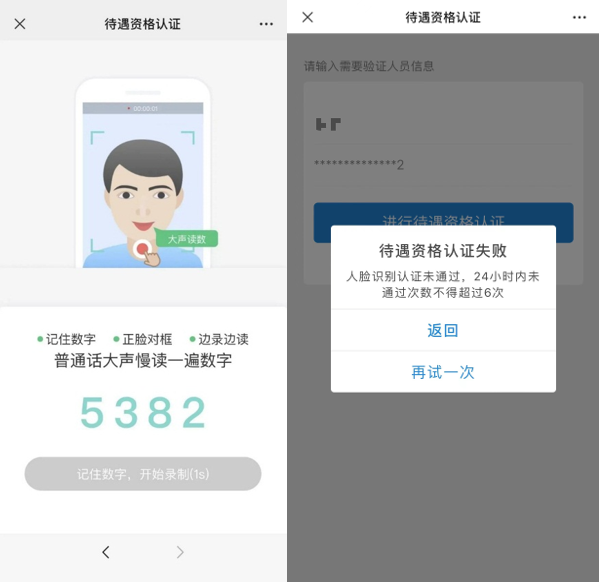 待遇资格认证
00:00:01
大声读数
记住数字 正脸对框 边录边读
普通话大声慢读一遍数字
5382
记住数字，开始录制(1s)
待遇资格认证
请输入需要验证人员信息
**************2
进行待遇资格认证
待遇资格认证失败
人脸识别认证未通过，24小时内未
通过次数不得超过6次
返回
再试一次